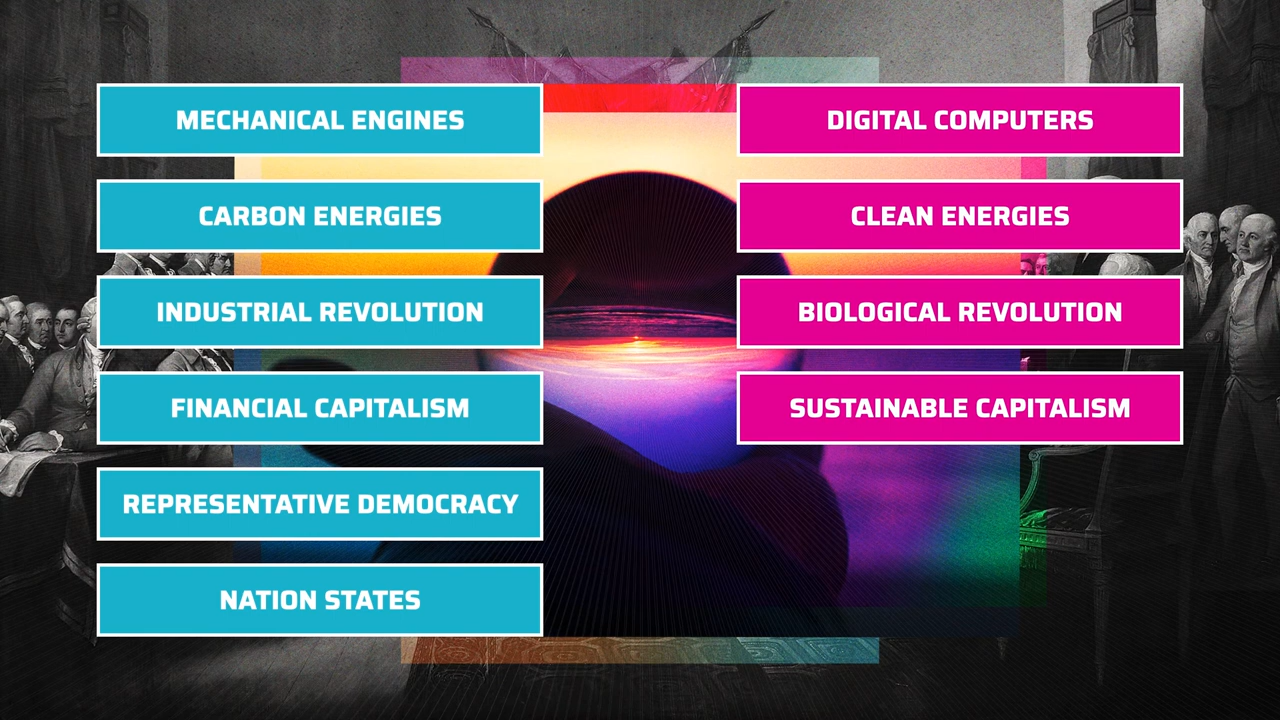 MECHANICAL ENGINES
DIGITAL COMPUTERS
CARBON ENERGIES
CLEAN ENERGIES
INDUSTRIAL REVOLUTION
BIOLOGICAL REVOLUTION
FINANCIAL CAPITALISM
SUSTAINABLE CAPITALISM
REPRESENTATIVE DEMOCRACY
NATION STATES